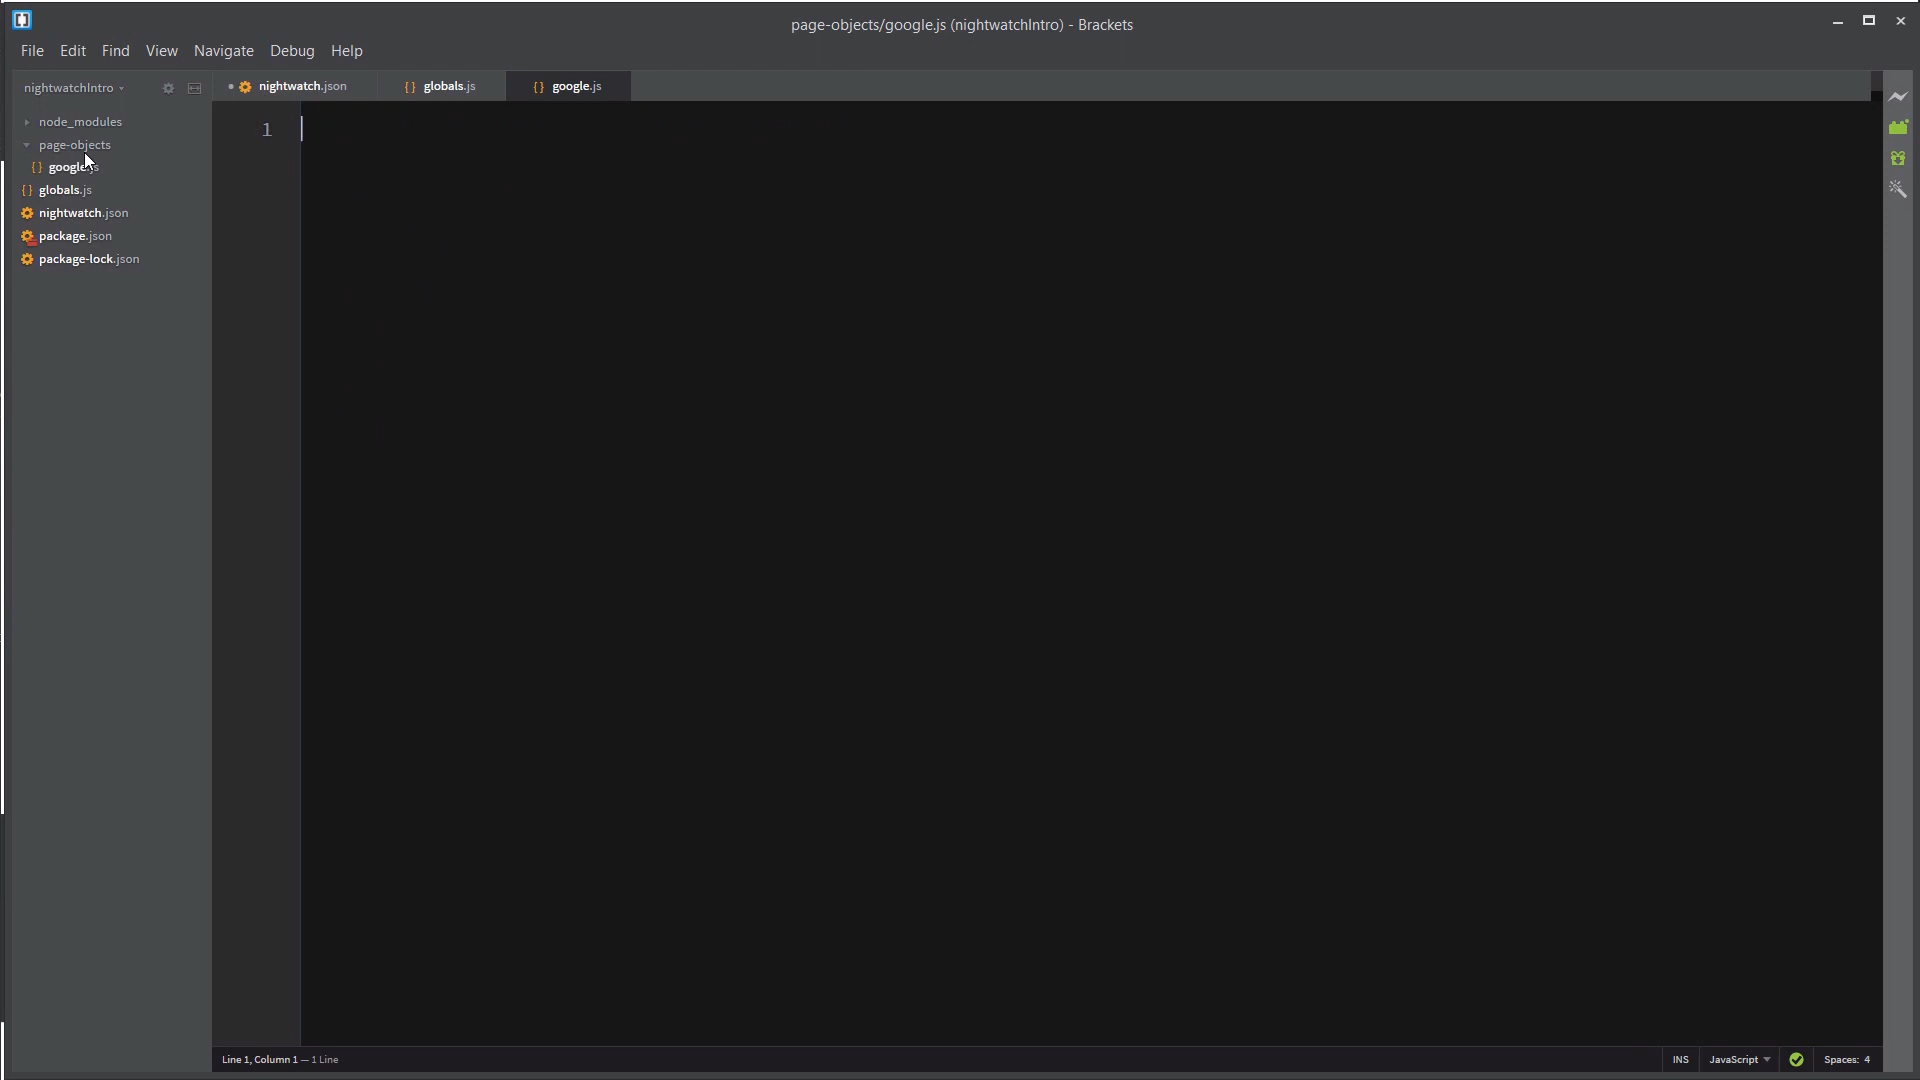 page-objects/google.js (nightwatchIntro) - Brackets
File Edit Find View Navigate Debug Help
nightwatchIntro
nightwatch.json globals.js google.js
node_modules
page-objects
google.js
globals.js
nightwatch.json
package.json
package-lock.json
1
Line 1, Column 1 — 1 Line
INS JavaScript Spaces: 4